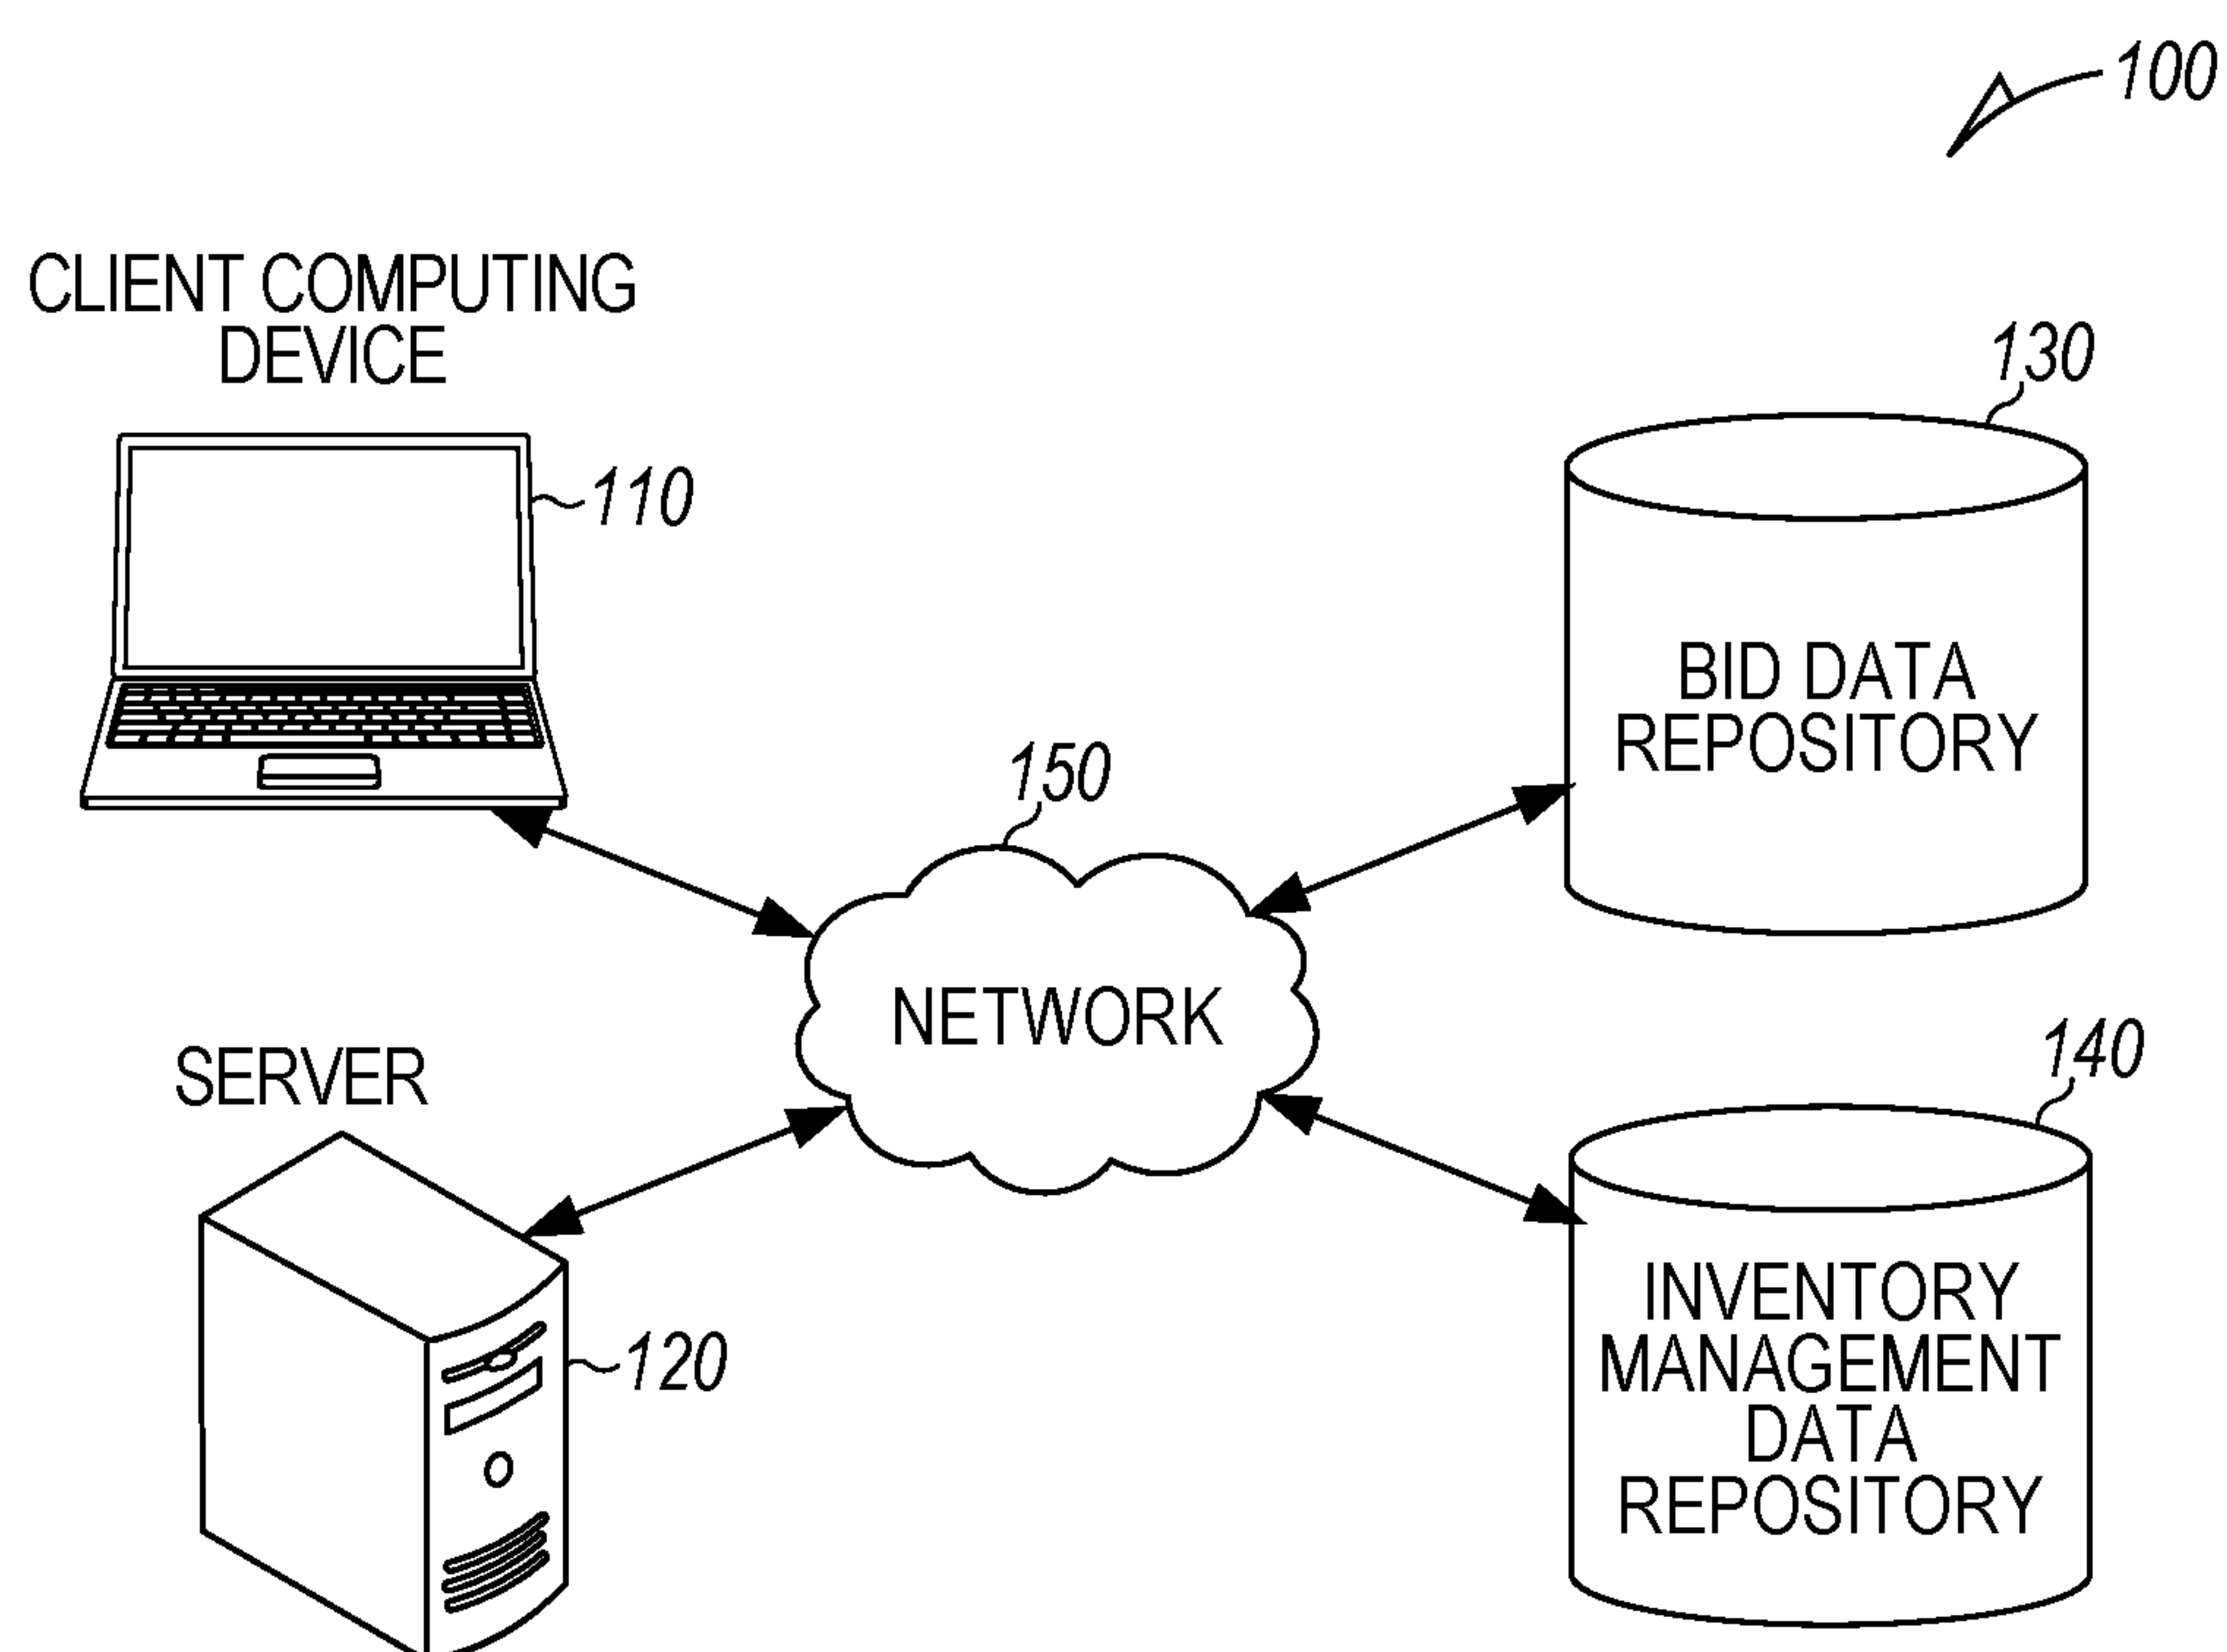 100
CLIENT COMPUTING
DEVICE
110
130
BID DATA
REPOSITORY
150
NETWORK
SERVER
120
140
INVENTORY
MANAGEMENT
DATA
REPOSITORY